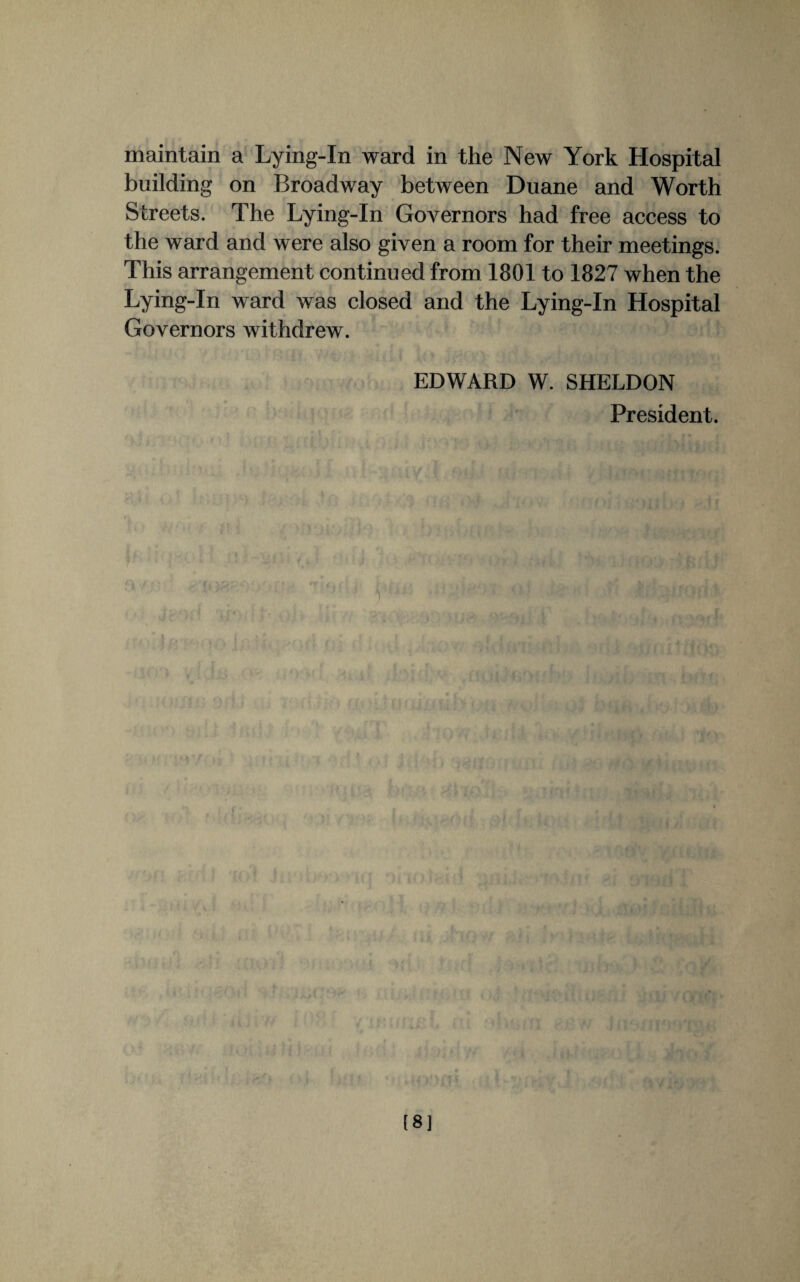 maintain a Lying-In ward in the New York Hospital
building on Broadway between Duane and Worth
Streets. The Lying-In Governors had free access to
the ward and were also given a room for their meetings.
This arrangement continued from 1801 to 1827 when the
Lying-In ward was closed and the Lying-In Hospital
Governors withdrew.
EDWARD W. SHELDON
President.
[8]